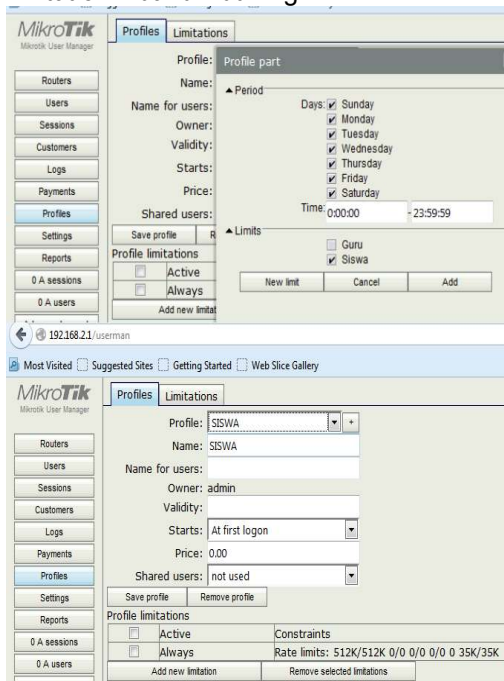 MikroTik
Mikrotik User Manager
Profiles
Limitations
Routers
Users
Sessions
Customers
Logs
Payments
Profiles
Settings
Reports
0 A sessions
0 A users
Profile:
Name:
Name for users:
Owner:
Validity:
Starts:
Price:
Shared users:
Save profile
R
Profile limitations
Active
Always
Add new limitat
Profile part
Period
Days: Sunday
Monday
Tuesday
Wednesday
Thursday
Friday
Saturday
Time: 0:00:00 - 23:59:59
Limits
Guru
Siswa
New limit Cancel Add
192.168.2.1/userman
Most Visited Suggested Sites Getting Started Web Slice Gallery
MikroTik
Mikrotik User Manager
Profiles
Limitations
Routers
Users
Sessions
Customers
Logs
Payments
Profiles
Settings
Reports
0 A sessions
0 A users
Profile: SISWA +
Name: SISWA
Name for users:
Owner: admin
Validity:
Starts: At first logon
Price: 0.00
Shared users: not used
Save profile Remove profile
Profile limitations
Active Constraints
Always Rate limits: 512K/512K 0/0 0/0 0/0 0 35K/35K
Add new limitation Remove selected limitations